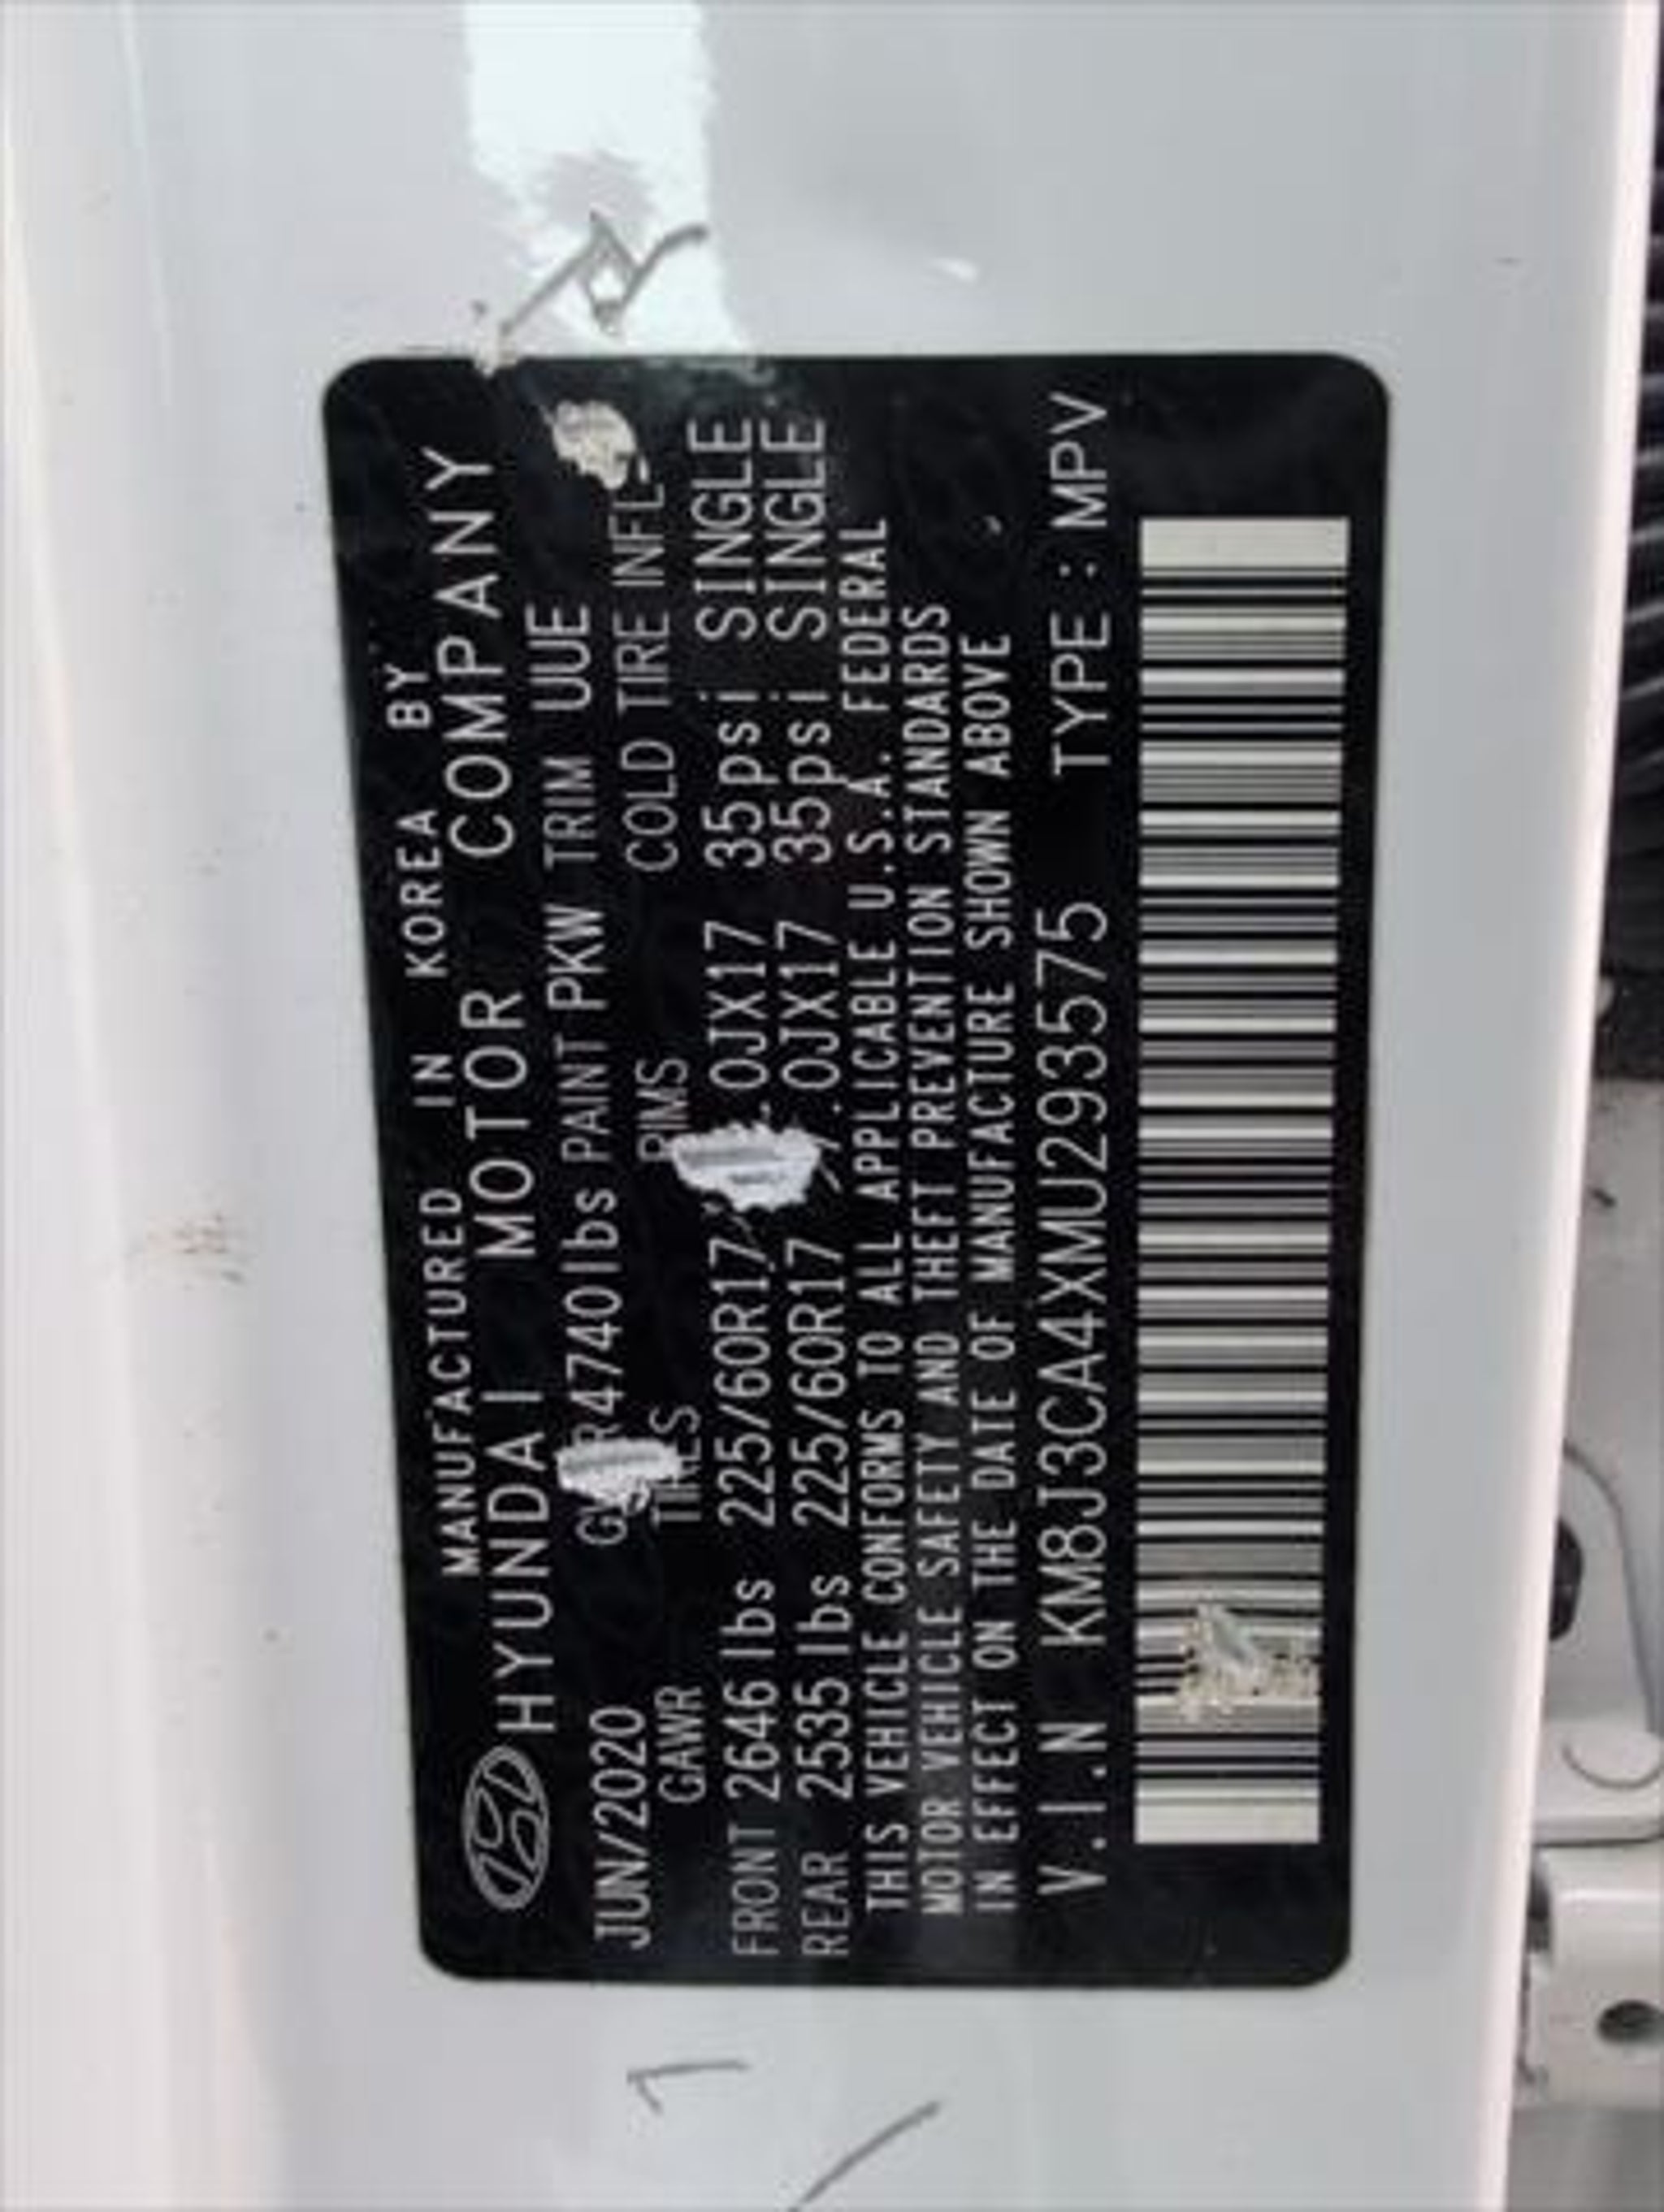 MANUFACTURED IN KOREA BY
HYUNDAI MOTOR COMPANY
JUN/2020 4740lbs PAINT PKW TRIM UUE
GAWR TIRES RIMS COLD TIRE INFL.
FRONT 2646 lbs 225/60R17 .0JX17 35psi SINGLE
REAR 2535 lbs 225/60R17 7.0JX17 35psi SINGLE
THIS VEHICLE CONFORMS TO ALL APPLICABLE U.S.A. FEDERAL
MOTOR VEHICLE SAFETY AND THEFT PREVENTION STANDARDS
IN EFFECT ON THE DATE OF MANUFACTURE SHOWN ABOVE
V.I.N KM8J3CA4XMU293575 TYPE : MPV